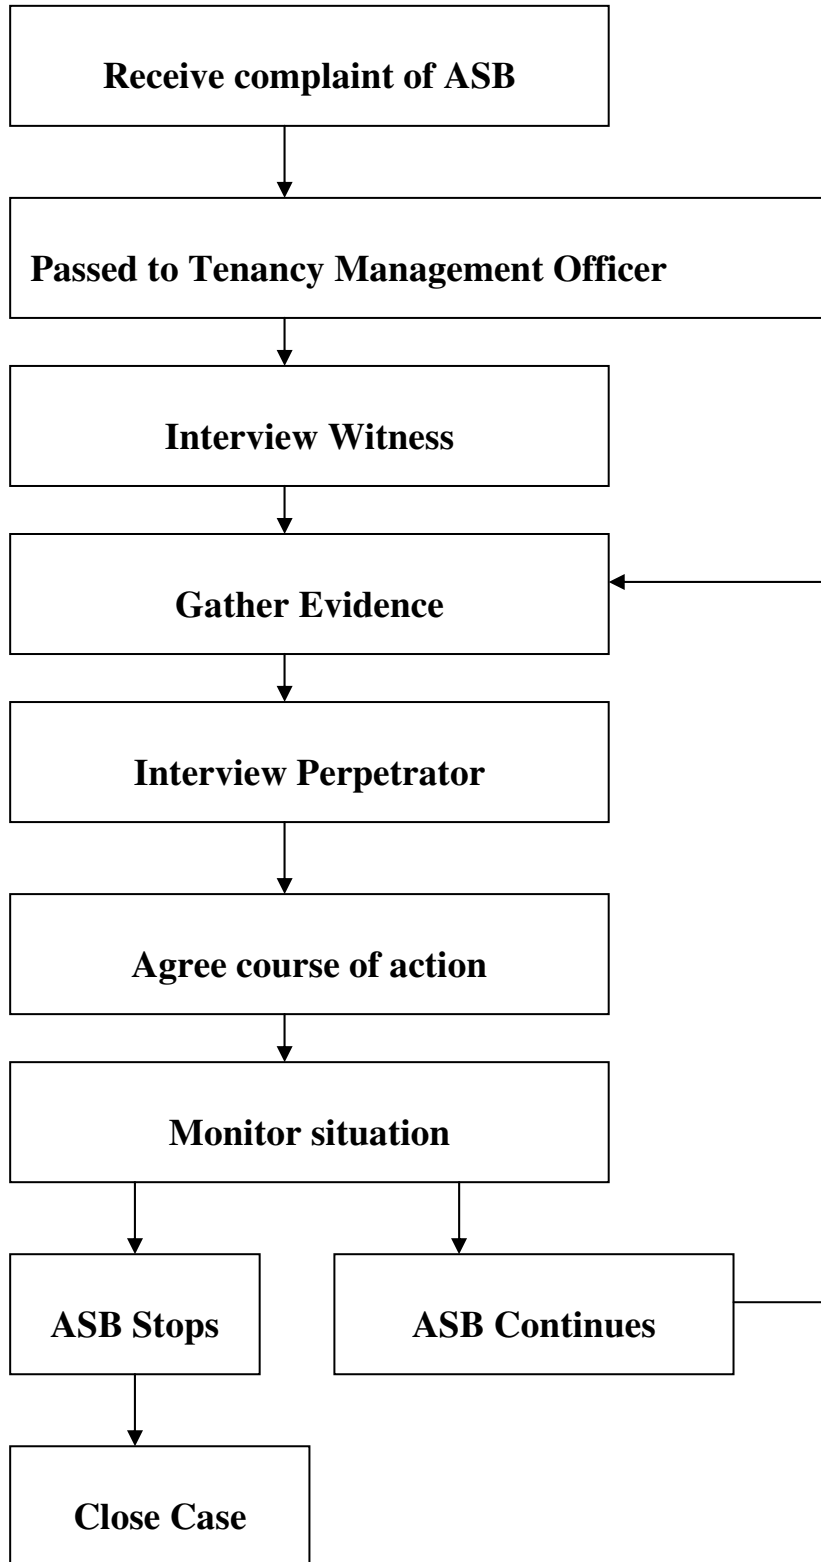 Receive complaint of ASB
Passed to Tenancy Management Officer
Interview Witness
Gather Evidence
Interview Perpetrator
Agree course of action
Monitor situation
ASB Stops
ASB Continues
Close Case